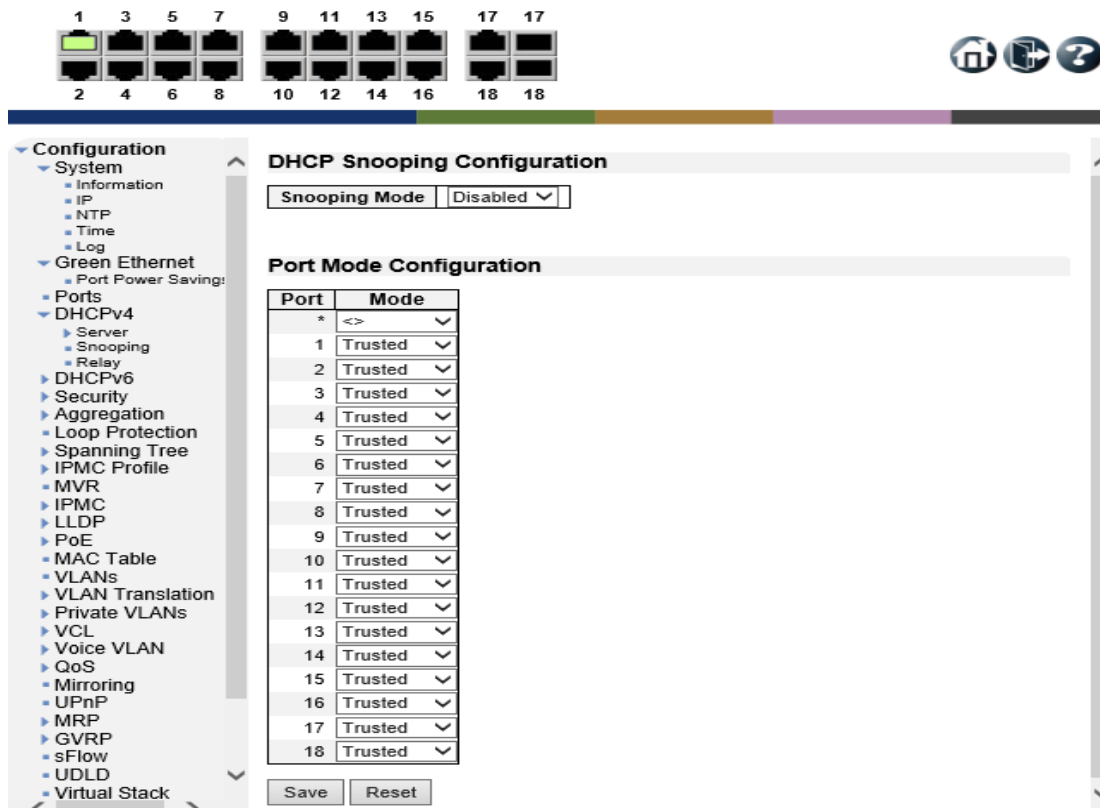 1 3 5 7 9 11 13 15 17 17
2 4 6 8 10 12 14 16 18 18
?
Configuration
System
Information
IP
NTP
Time
Log
Green Ethernet
Port Power Savings
Ports
DHCPv4
Server
Snooping
Relay
DHCPv6
Security
Aggregation
Loop Protection
Spanning Tree
IPMC Profile
MVR
IPMC
LLDP
PoE
MAC Table
VLANs
VLAN Translation
Private VLANs
VCL
Voice VLAN
QoS
Mirroring
UPnP
MRP
GVRP
sFlow
UDLD
Virtual Stack
DHCP Snooping Configuration
Snooping Mode Disabled
Port Mode Configuration
Port Mode
* <>
1 Trusted
2 Trusted
3 Trusted
4 Trusted
5 Trusted
6 Trusted
7 Trusted
8 Trusted
9 Trusted
10 Trusted
11 Trusted
12 Trusted
13 Trusted
14 Trusted
15 Trusted
16 Trusted
17 Trusted
18 Trusted
Save Reset